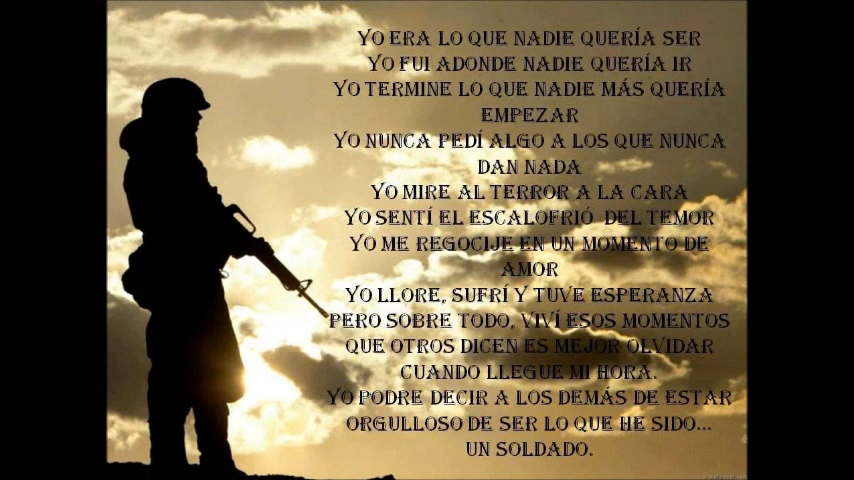 YO ERA LO QUE NADIE QUERÍA SER
YO FUI ADONDE NADIE QUERÍA IR
YO TERMINE LO QUE NADIE MÁS QUERÍA
EMPEZAR
YO NUNCA PEDÍ ALGO A LOS QUE NUNCA
DAN NADA
YO MIRE AL TERROR A LA CARA
YO SENTÍ EL ESCALOFRIÓ DEL TEMOR
YO ME REGOCIJE EN UN MOMENTO DE
AMOR
YO LLORE, SUFRÍ Y TUVE ESPERANZA
PERO SOBRE TODO, VIVÍ ESOS MOMENTOS
QUE OTROS DICEN ES MEJOR OLVIDAR
CUANDO LLEGUE MI HORA.
YO PODRE DECIR A LOS DEMÁS DE ESTAR
ORGULLOSO DE SER LO QUE HE SIDO...
UN SOLDADO.